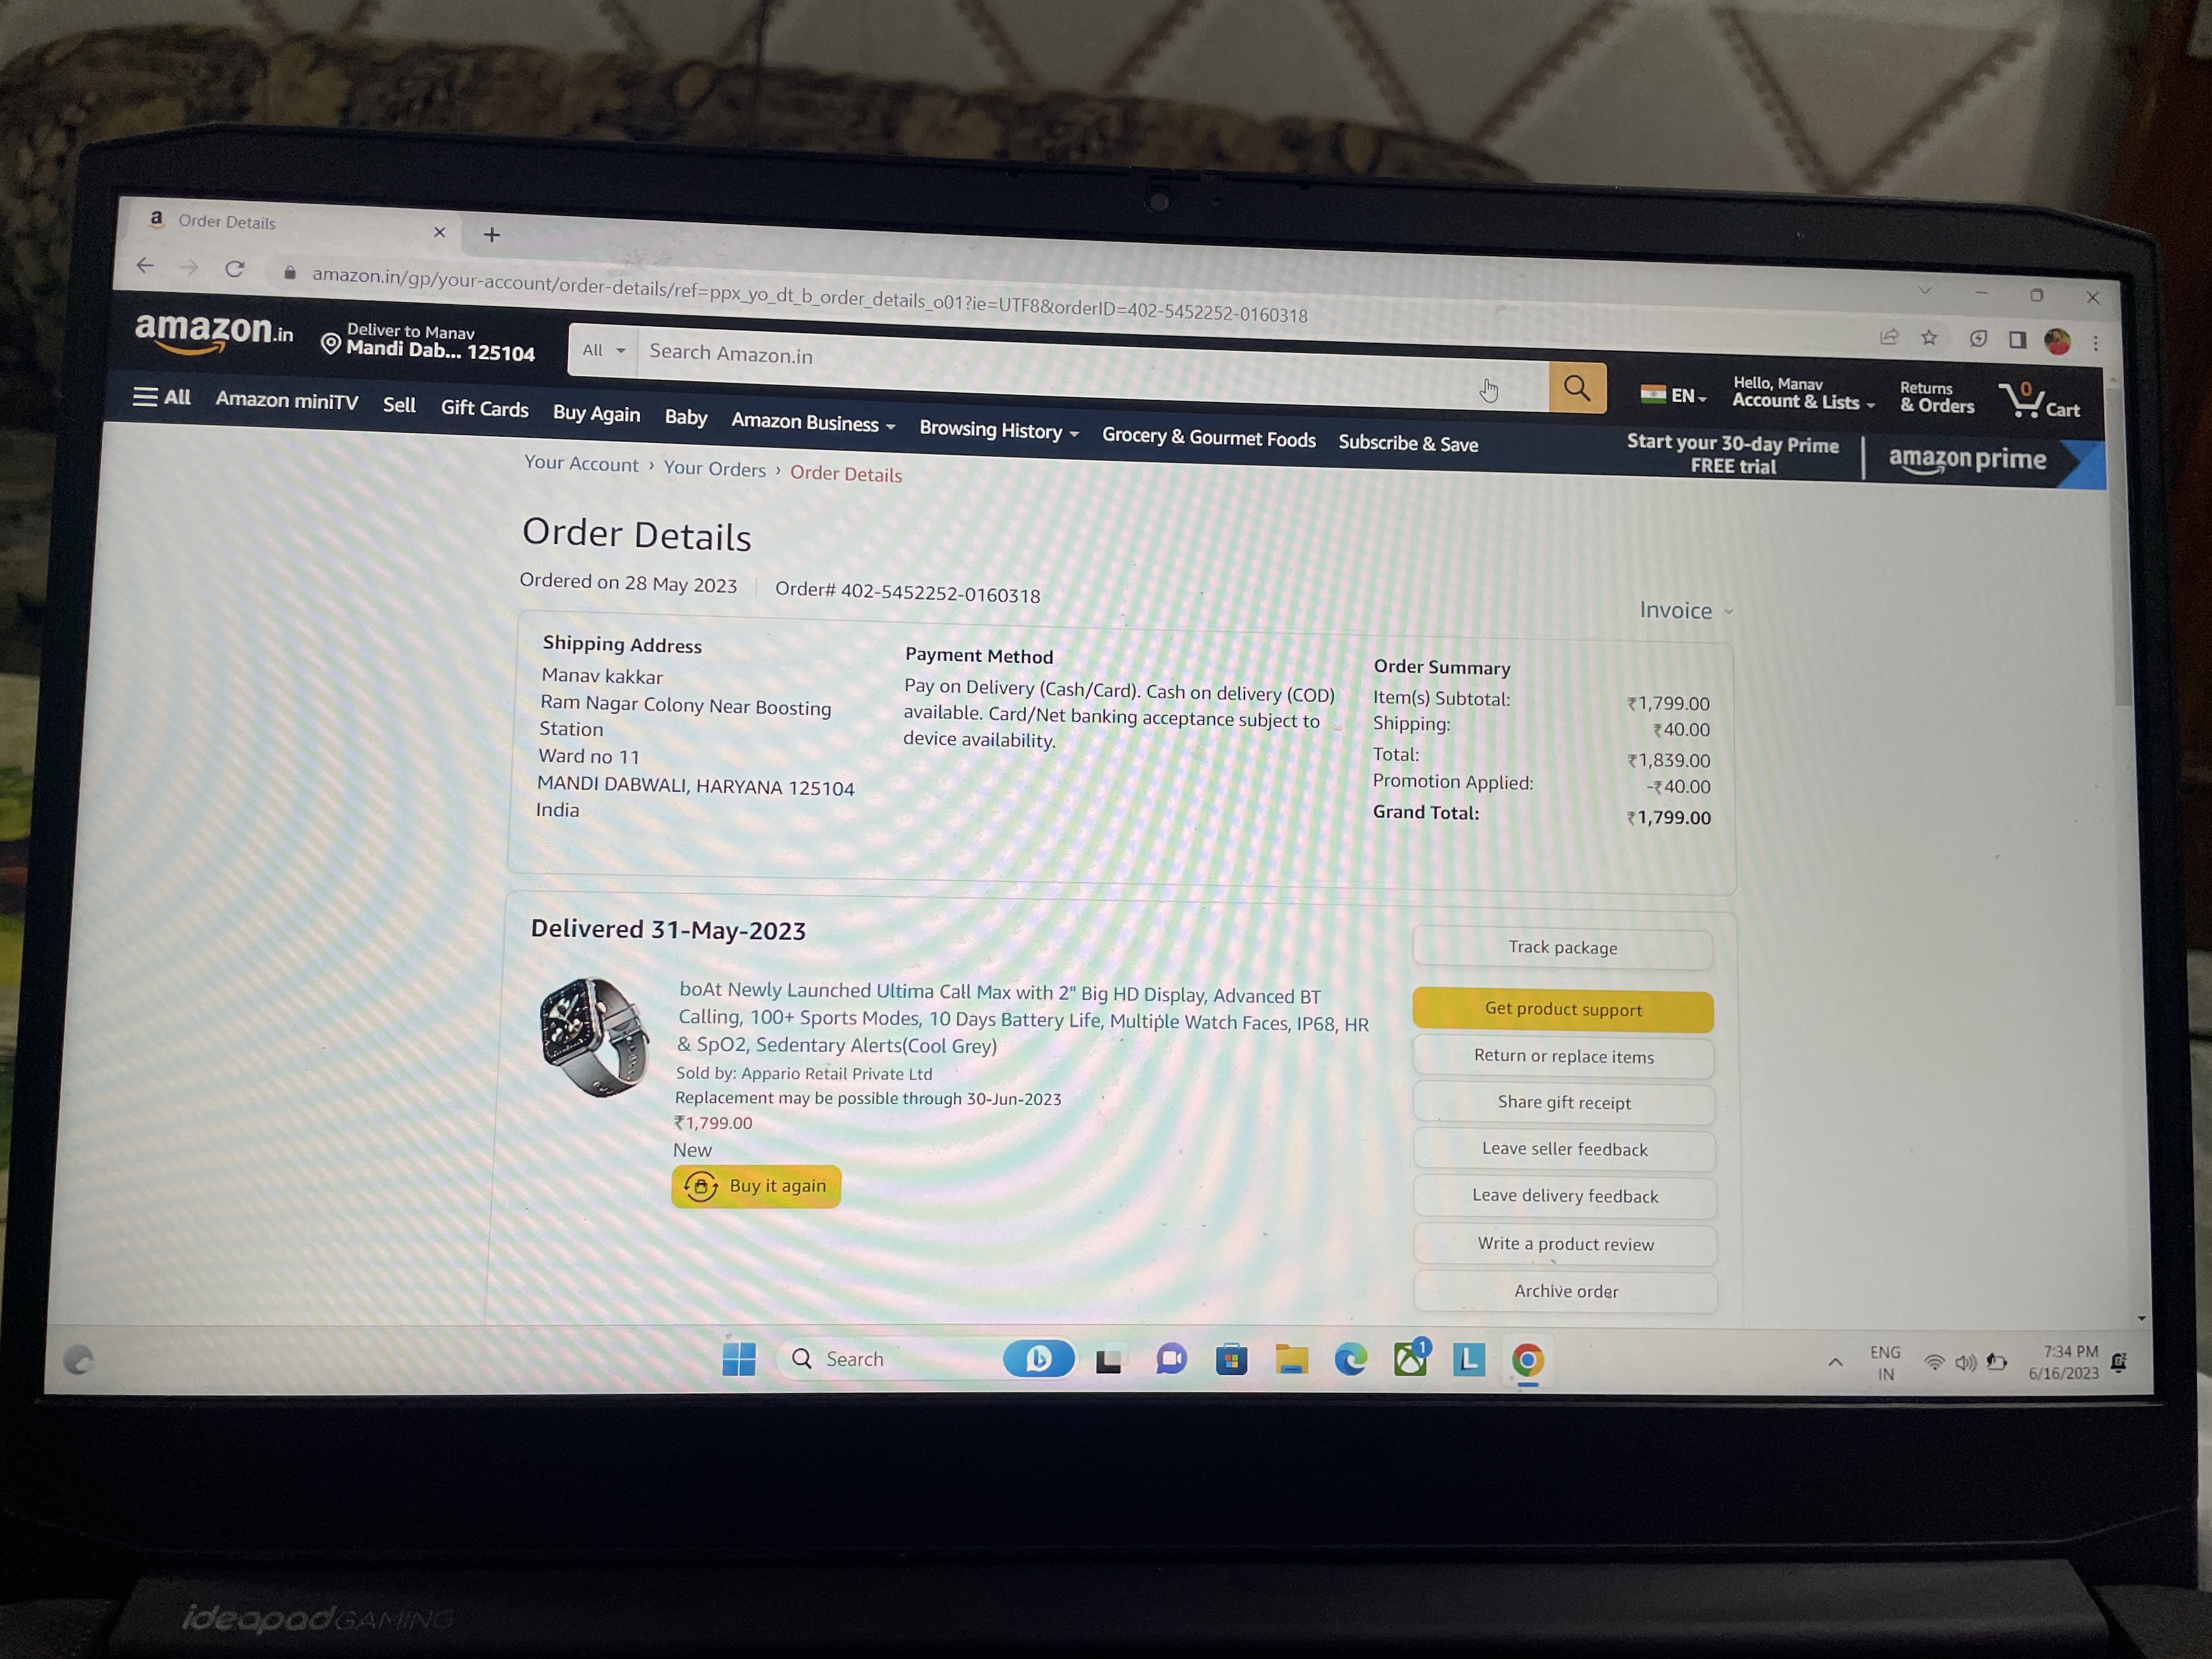 Order Details
amazon.in/gp/your-account/order-details/ref=ppx_yo_dt_b_order_details_o01?ie=UTF8&orderID=402-5452252-0160318
amazon.in
Deliver to Manav
Mandi Dab... 125104
All
Search Amazon.in
EN
Hello, Manav
Account & Lists
Returns
& Orders
0
Cart
All
Amazon miniTV
Sell
Gift Cards
Buy Again
Baby
Amazon Business
Browsing History
Grocery & Gourmet Foods
Subscribe & Save
Start your 30-day Prime
FREE trial
amazon prime
Your Account › Your Orders › Order Details
Order Details
Ordered on 28 May 2023
Order# 402-5452252-0160318
Invoice
Shipping Address
Manav kakkar
Ram Nagar Colony Near Boosting
Station
Ward no 11
MANDI DABWALI, HARYANA 125104
India
Payment Method
Pay on Delivery (Cash/Card). Cash on delivery (COD)
available. Card/Net banking acceptance subject to
device availability.
Order Summary
Item(s) Subtotal: ₹1,799.00
Shipping: ₹40.00
Total: ₹1,839.00
Promotion Applied: -₹40.00
Grand Total: ₹1,799.00
Delivered 31-May-2023
boAt Newly Launched Ultima Call Max with 2" Big HD Display, Advanced BT
Calling, 100+ Sports Modes, 10 Days Battery Life, Multiple Watch Faces, IP68, HR
& SpO2, Sedentary Alerts(Cool Grey)
Sold by: Appario Retail Private Ltd
Replacement may be possible through 30-Jun-2023
₹1,799.00
New
Buy it again
Track package
Get product support
Return or replace items
Share gift receipt
Leave seller feedback
Leave delivery feedback
Write a product review
Archive order
Search
1
L
ENG
IN
7:34 PM
6/16/2023
ideapad GAMING